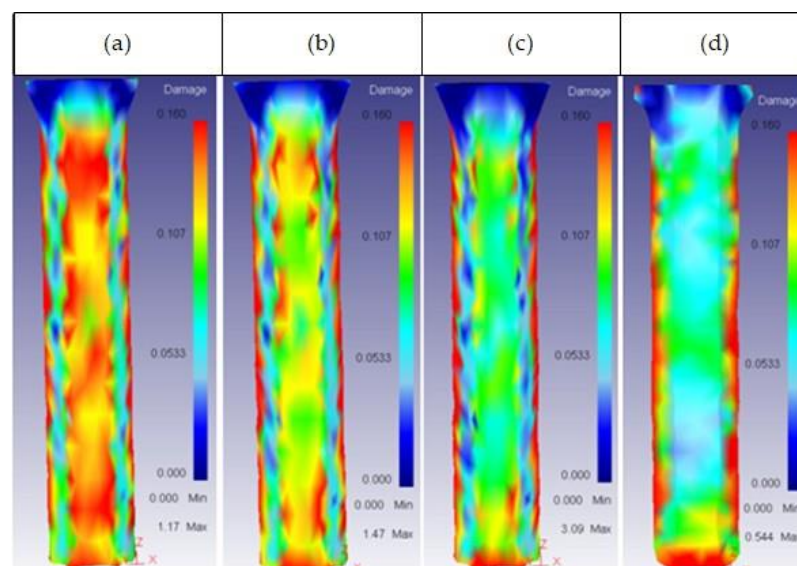 (a) (b) (c) (d)
Damage Damage Damage Damage
0.160 0.160 0.160 0.160
0.107 0.107 0.107 0.107
0.0533 0.0533 0.0533 0.0533
0.000 0.000 0.000 0.000
0.000 Min 0.000 Min 0.000 Min 0.000 Min
1.17 Max 1.47 Max 3.09 Max 0.544 Max
Z Z Z
X X X X